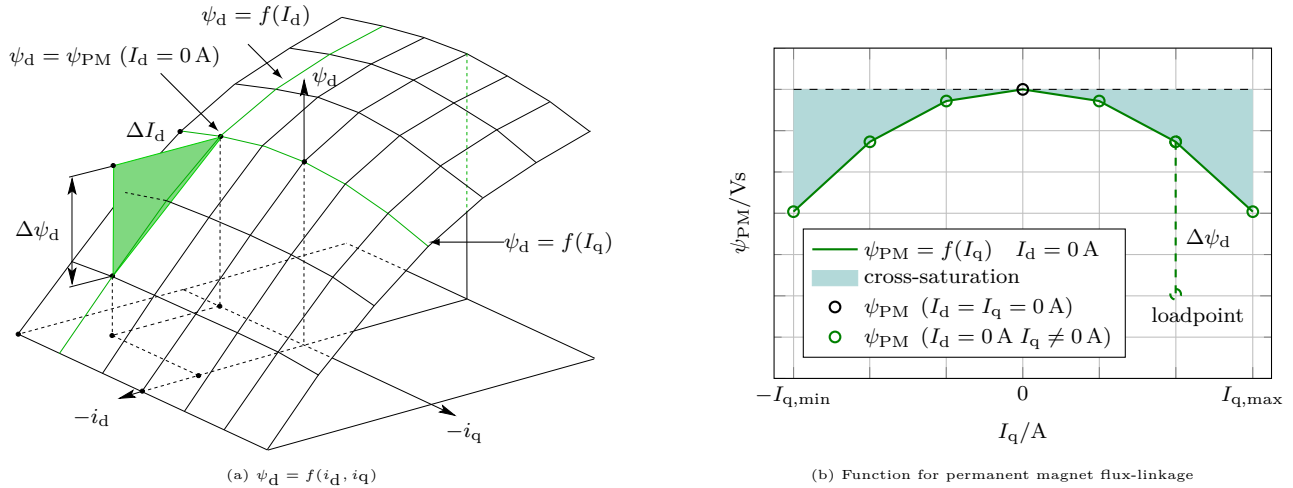 ψd = f(Id)
ψd = ψPM (Id = 0 A)
ψd
ΔId
Δψd
ψd = f(Iq)
−id
−iq
(a) ψd = f(id, iq)
ψPM/Vs
Δψd
loadpoint
ψPM = f(Iq) Id = 0 A
cross-saturation
ψPM (Id = Iq = 0 A)
ψPM (Id = 0 A Iq ≠ 0 A)
−Iq,min 0 Iq,max
Iq/A
(b) Function for permanent magnet flux-linkage